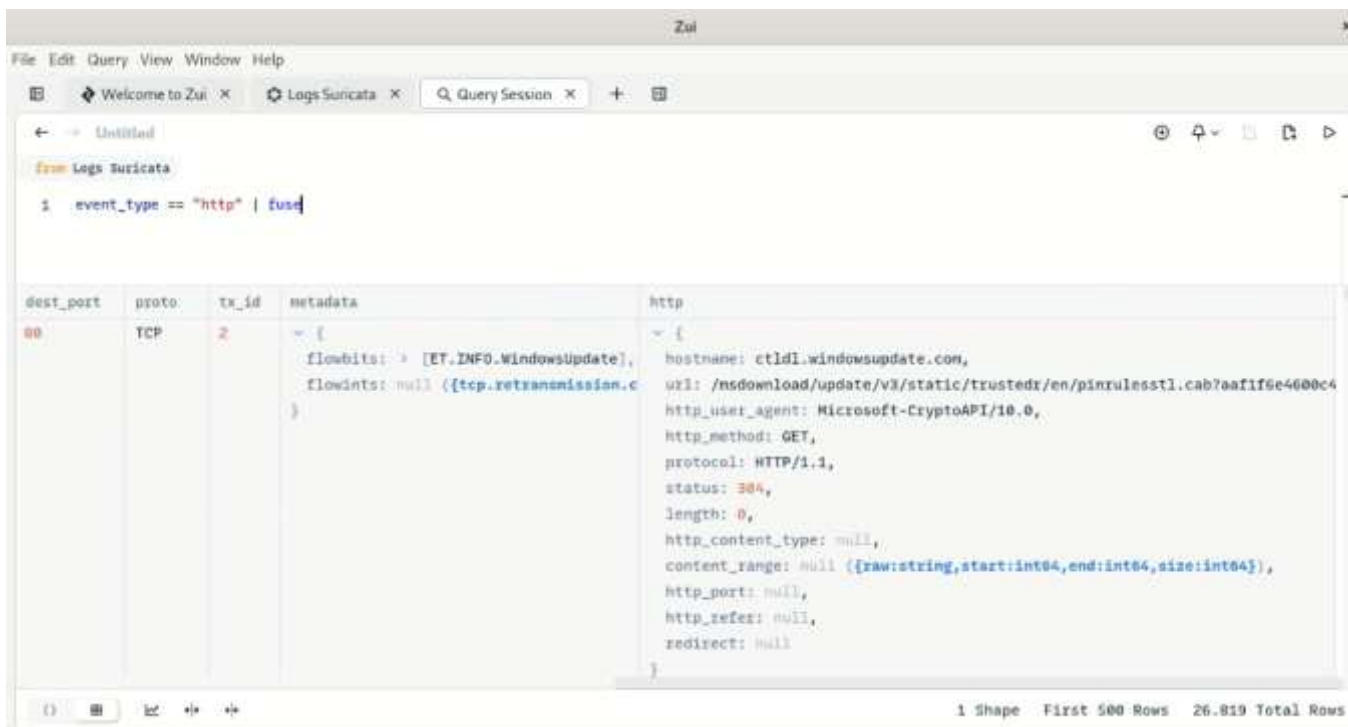 Zui
File Edit Query View Window Help
Welcome to Zui × Logs Suricata × Query Session × +
Untitled
from Logs Suricata
1 event_type == "http" | fuse
dest_port proto tx_id metadata http
80 TCP 2 { {
flowbits: > [ET.INFO.WindowsUpdate], hostname: ctldl.windowsupdate.com,
flowints: null ({tcp.retransmission.c url: /msdownload/update/v3/static/trustedr/en/pinrulesstl.cab?aaf1f6e4600c4
} http_user_agent: Microsoft-CryptoAPI/10.0,
http_method: GET,
protocol: HTTP/1.1,
status: 304,
length: 0,
http_content_type: null,
content_range: null ({raw:string,start:int64,end:int64,size:int64}),
http_port: null,
http_refer: null,
redirect: null
}
1 Shape First 500 Rows 26.819 Total Rows